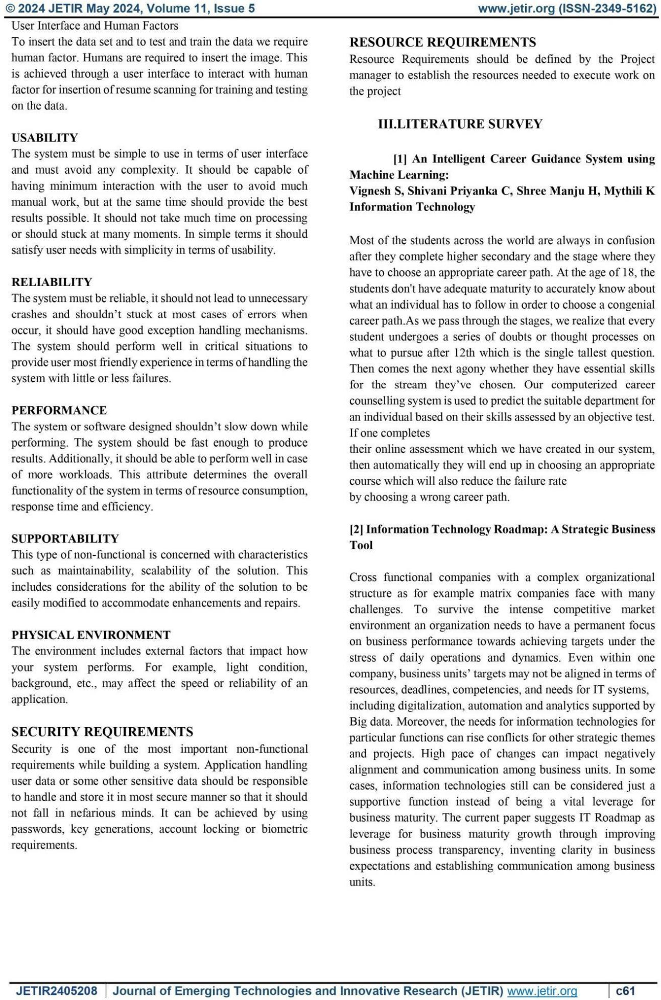 © 2024 JETIR May 2024, Volume 11, Issue 5 www.jetir.org (ISSN-2349-5162)
User Interface and Human Factors
To insert the data set and to test and train the data we require
human factor. Humans are required to insert the image. This
is achieved through a user interface to interact with human
factor for insertion of resume scanning for training and testing
on the data.
USABILITY
The system must be simple to use in terms of user interface
and must avoid any complexity. It should be capable of
having minimum interaction with the user to avoid much
manual work, but at the same time should provide the best
results possible. It should not take much time on processing
or should stuck at many moments. In simple terms it should
satisfy user needs with simplicity in terms of usability.
RELIABILITY
The system must be reliable, it should not lead to unnecessary
crashes and shouldn’t stuck at most cases of errors when
occur, it should have good exception handling mechanisms.
The system should perform well in critical situations to
provide user most friendly experience in terms of handling the
system with little or less failures.
PERFORMANCE
The system or software designed shouldn’t slow down while
performing. The system should be fast enough to produce
results. Additionally, it should be able to perform well in case
of more workloads. This attribute determines the overall
functionality of the system in terms of resource consumption,
response time and efficiency.
SUPPORTABILITY
This type of non-functional is concerned with characteristics
such as maintainability, scalability of the solution. This
includes considerations for the ability of the solution to be
easily modified to accommodate enhancements and repairs.
PHYSICAL ENVIRONMENT
The environment includes external factors that impact how
your system performs. For example, light condition,
background, etc., may affect the speed or reliability of an
application.
SECURITY REQUIREMENTS
Security is one of the most important non-functional
requirements while building a system. Application handling
user data or some other sensitive data should be responsible
to handle and store it in most secure manner so that it should
not fall in nefarious minds. It can be achieved by using
passwords, key generations, account locking or biometric
requirements.
RESOURCE REQUIREMENTS
Resource Requirements should be defined by the Project
manager to establish the resources needed to execute work on
the project
III.LITERATURE SURVEY
[1] An Intelligent Career Guidance System using
Machine Learning:
Vignesh S, Shivani Priyanka C, Shree Manju H, Mythili K
Information Technology
Most of the students across the world are always in confusion
after they complete higher secondary and the stage where they
have to choose an appropriate career path. At the age of 18, the
students don't have adequate maturity to accurately know about
what an individual has to follow in order to choose a congenial
career path.As we pass through the stages, we realize that every
student undergoes a series of doubts or thought processes on
what to pursue after 12th which is the single tallest question.
Then comes the next agony whether they have essential skills
for the stream they’ve chosen. Our computerized career
counselling system is used to predict the suitable department for
an individual based on their skills assessed by an objective test.
If one completes
their online assessment which we have created in our system,
then automatically they will end up in choosing an appropriate
course which will also reduce the failure rate
by choosing a wrong career path.
[2] Information Technology Roadmap: A Strategic Business
Tool
Cross functional companies with a complex organizational
structure as for example matrix companies face with many
challenges. To survive the intense competitive market
environment an organization needs to have a permanent focus
on business performance towards achieving targets under the
stress of daily operations and dynamics. Even within one
company, business units’ targets may not be aligned in terms of
resources, deadlines, competencies, and needs for IT systems,
including digitalization, automation and analytics supported by
Big data. Moreover, the needs for information technologies for
particular functions can rise conflicts for other strategic themes
and projects. High pace of changes can impact negatively
alignment and communication among business units. In some
cases, information technologies still can be considered just a
supportive function instead of being a vital leverage for
business maturity. The current paper suggests IT Roadmap as
leverage for business maturity growth through improving
business process transparency, inventing clarity in business
expectations and establishing communication among business
units.
JETIR2405208 Journal of Emerging Technologies and Innovative Research (JETIR) www.jetir.org c61